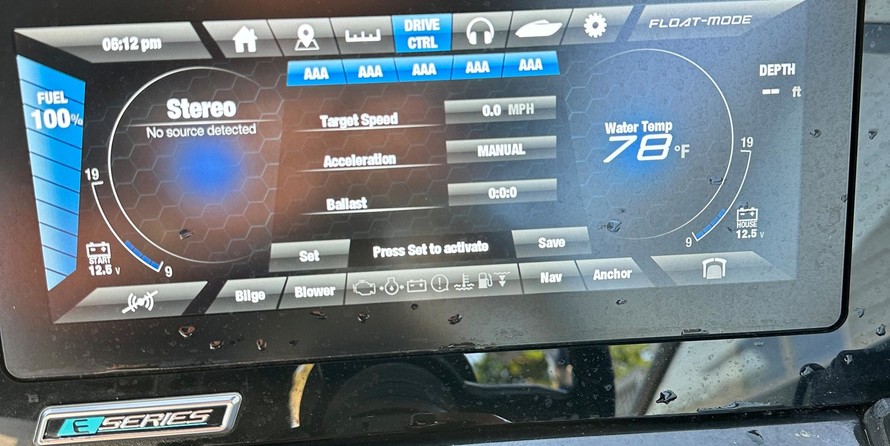 06:12 pm
DRIVE
CTRL
FLOAT-MODE
AAA AAA AAA AAA AAA
FUEL
100%
Stereo
No source detected
Target Speed 0.0 MPH
Acceleration MANUAL
Ballast 0:0:0
DEPTH
-- ft
Water Temp
78 °F
19
START
12.5 V
9
19
HOUSE
12.5 V
9
Set Press Set to activate Save
Bilge Blower Nav Anchor
E SERIES